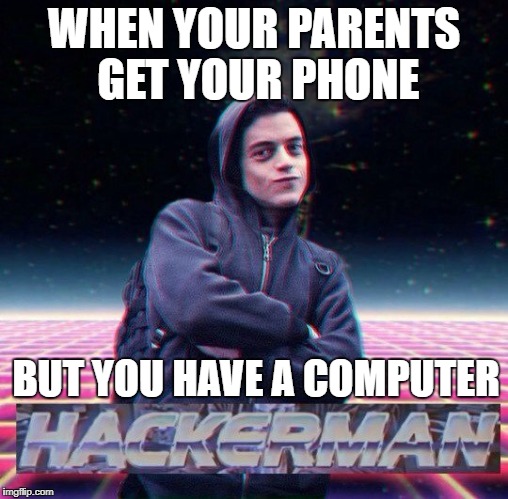 WHEN YOUR PARENTS
GET YOUR PHONE
BUT YOU HAVE A COMPUTER
HACKERMAN
imgflip.com